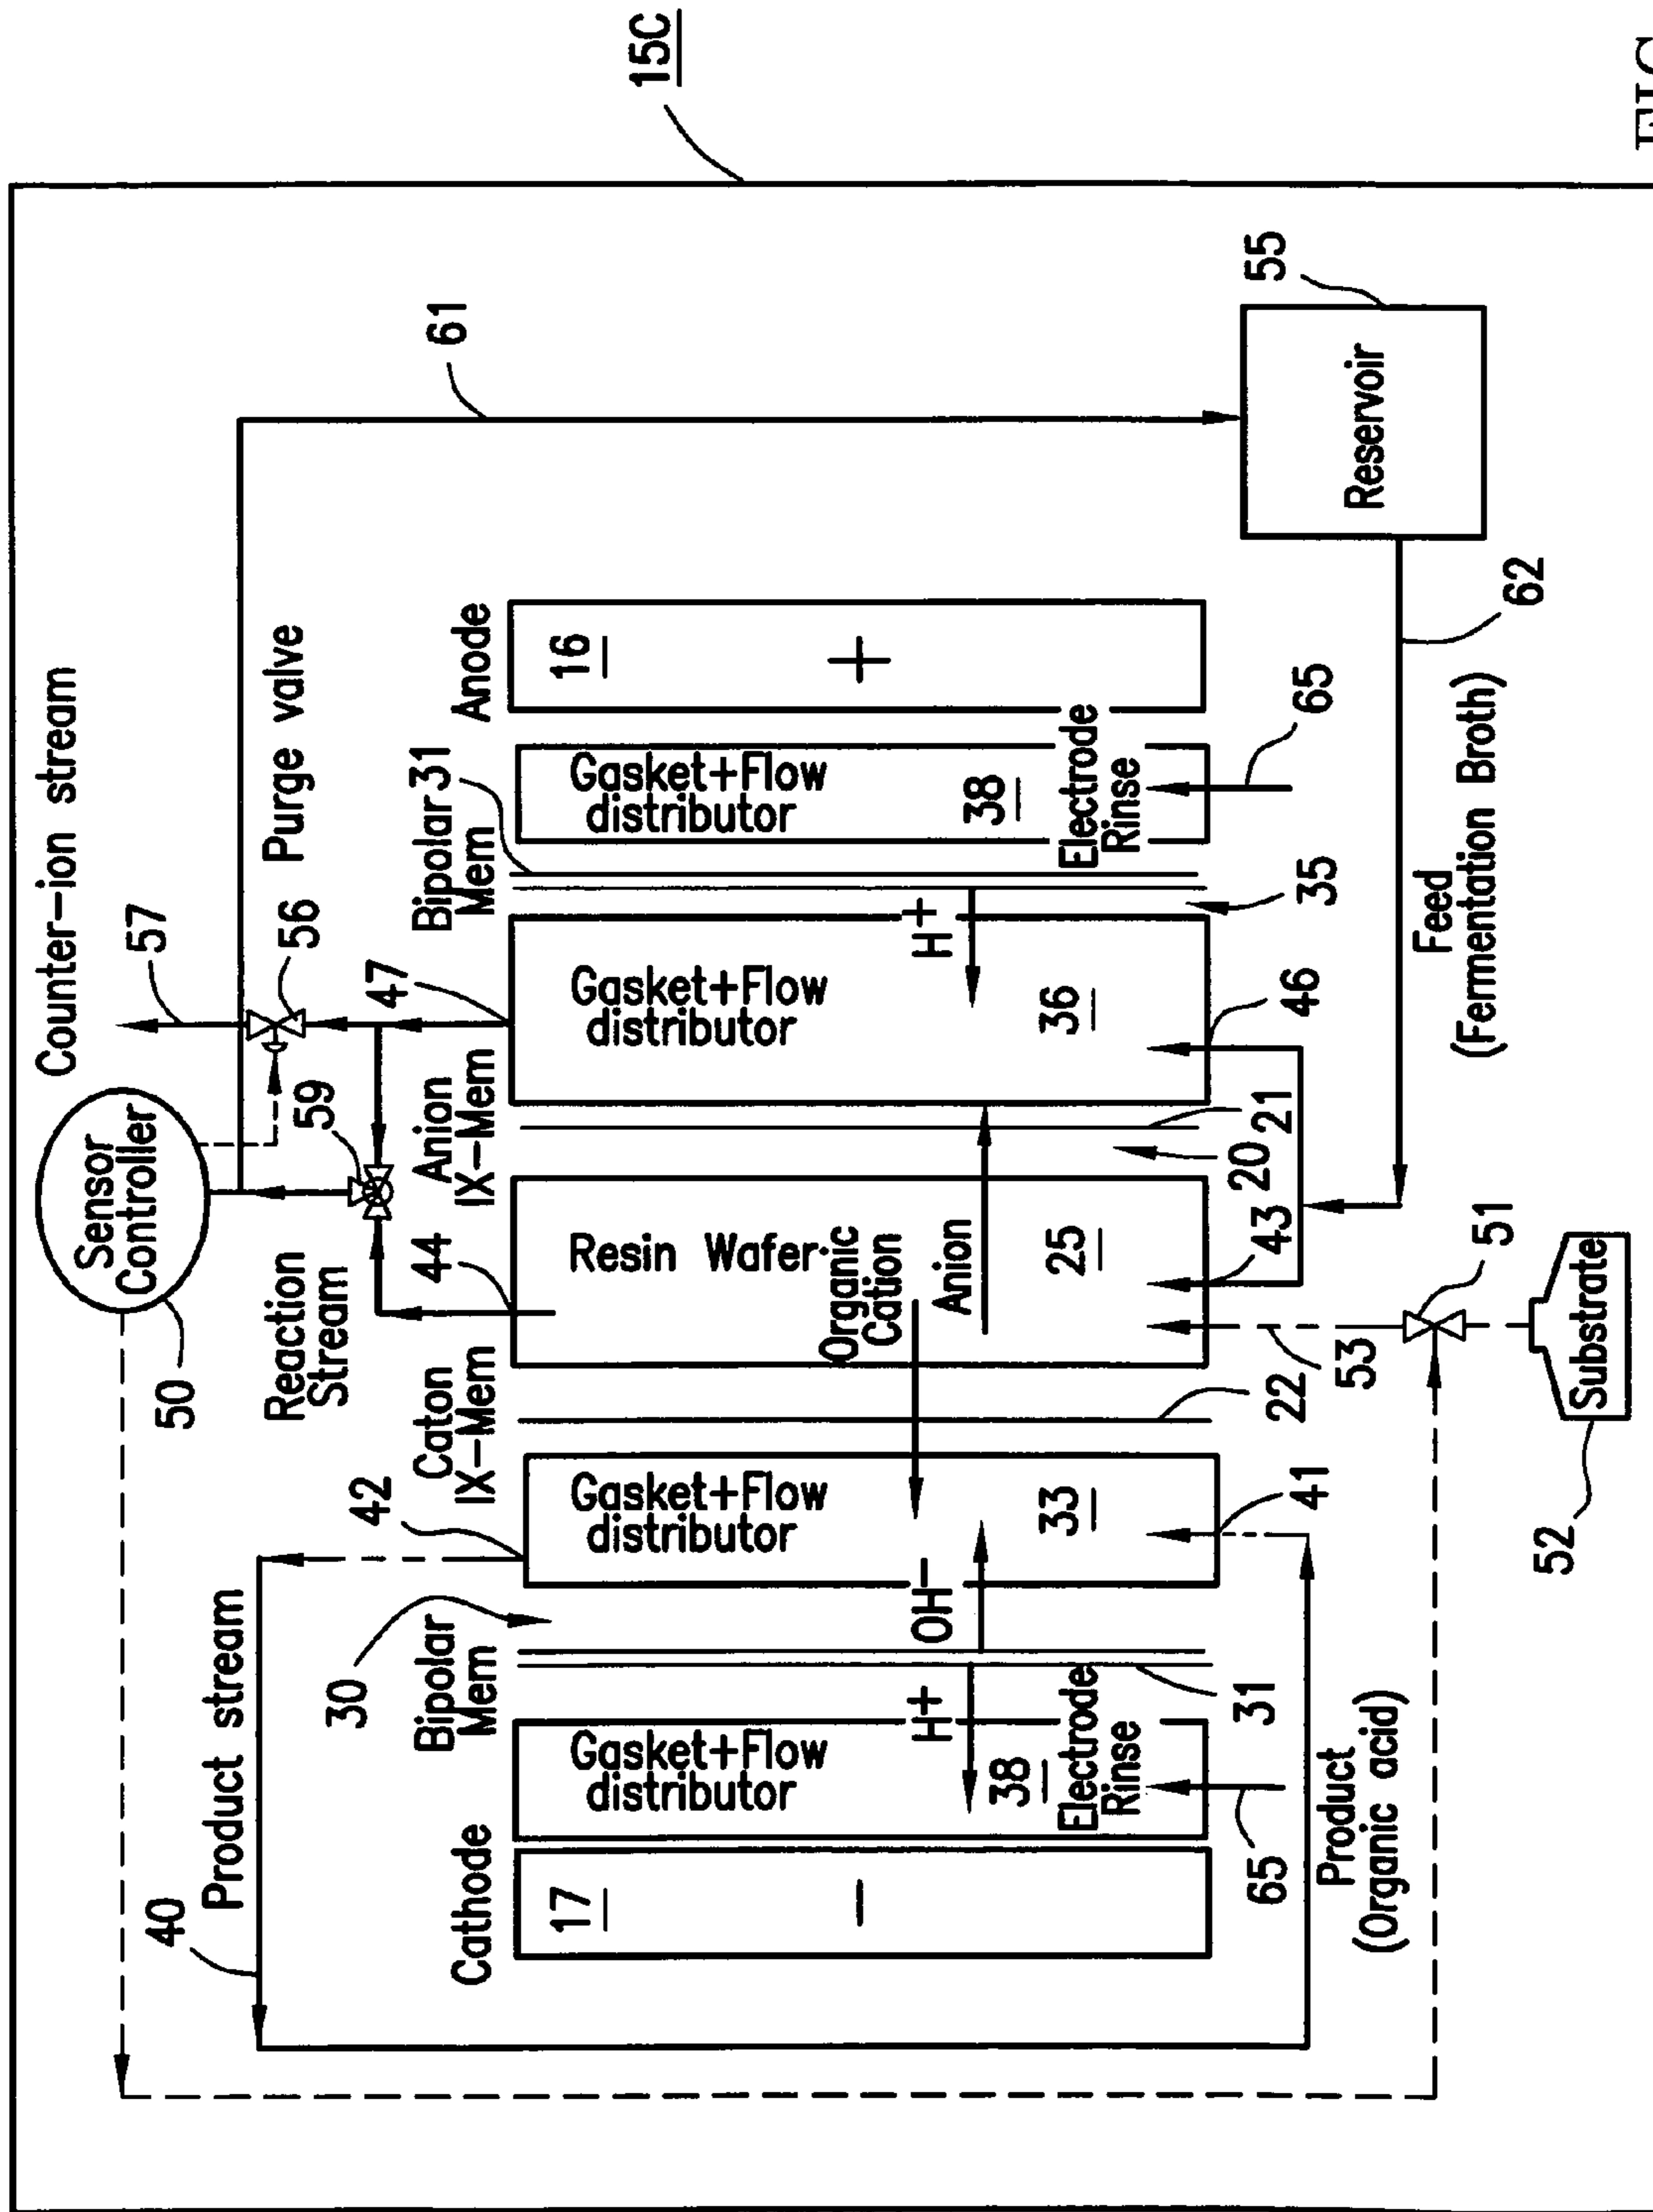 15C
FIG
Counter-ion stream
57
56
Purge valve
61
Sensor
Controller
50
59
47
Reaction
Stream
44
Product stream
40
42
30
Cathode
Bipolar
Mem
Caton
IX-Mem
Anion
IX-Mem
Bipolar
Mem
31
Anode
17
−
Gasket+Flow
distributor
H+
38
Electrode
Rinse
OH−
Gasket+Flow
distributor
33
Resin Wafer
Organic
Cation
Anion
25
Gasket+Flow
distributor
H+
36
Gasket+Flow
distributor
38
Electrode
Rinse
16
+
65
31
41
22
53
43
20
21
46
35
65
55
Reservoir
62
Feed
(Fermentation Broth)
Product
(Organic acid)
51
52
Substrate